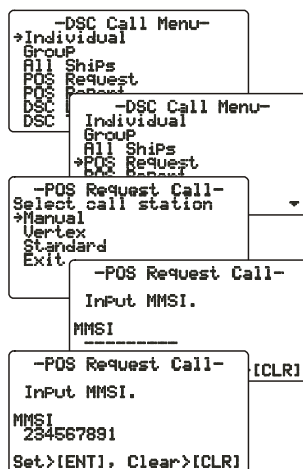 -DSC Call Menu-
→Individual
GrouP
All ShiPs
POS Request
POS
DSC
DSC
-DSC Call Menu-
Individual
GrouP
All ShiPs
→POS Request
-POS Request Call-
Select call station
→Manual
Vertex
Standard
Exit
-POS Request Call-
InPut MMSI.
MMSI
---------
[CLR]
-POS Request Call-
InPut MMSI.
MMSI
234567891
Set>[ENT], Clear>[CLR]